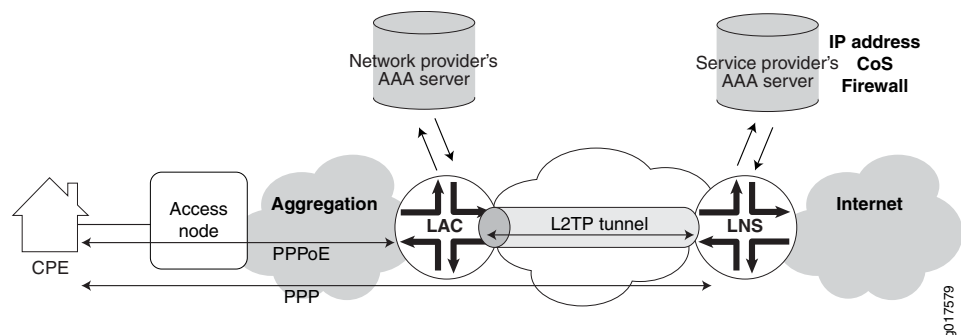 Network provider's
AAA server
Service provider's
AAA server
IP address
CoS
Firewall
Access
node
Aggregation
LAC
L2TP tunnel
LNS
Internet
PPPoE
CPE
PPP
g017579